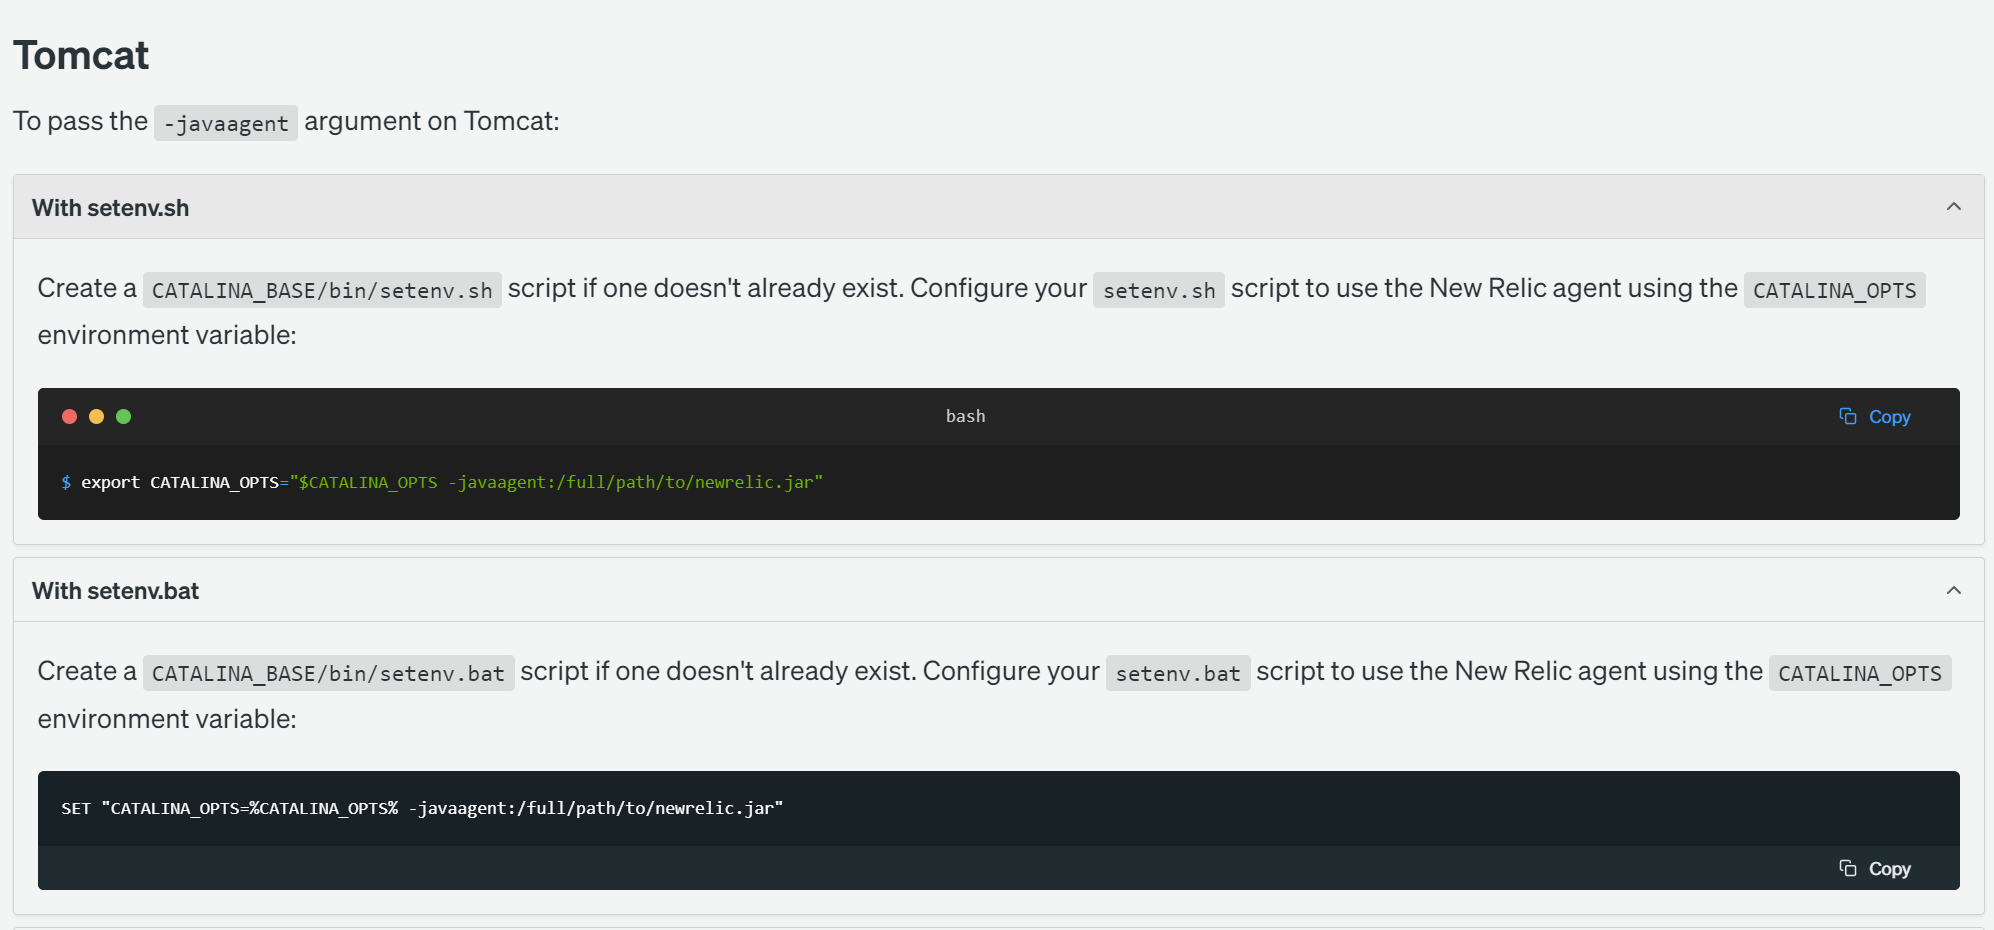 Tomcat
To pass the -javaagent argument on Tomcat:
With setenv.sh
Create a CATALINA_BASE/bin/setenv.sh script if one doesn't already exist. Configure your setenv.sh script to use the New Relic agent using the CATALINA_OPTS
environment variable:
bash
Copy
$ export CATALINA_OPTS="$CATALINA_OPTS -javaagent:/full/path/to/newrelic.jar"
With setenv.bat
Create a CATALINA_BASE/bin/setenv.bat script if one doesn't already exist. Configure your setenv.bat script to use the New Relic agent using the CATALINA_OPTS
environment variable:
SET "CATALINA_OPTS=%CATALINA_OPTS% -javaagent:/full/path/to/newrelic.jar"
Copy